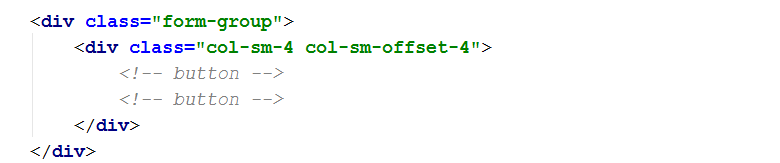 <div class="form-group">
<div class="col-sm-4 col-sm-offset-4">
<!-- button -->
<!-- button -->
</div>
</div>